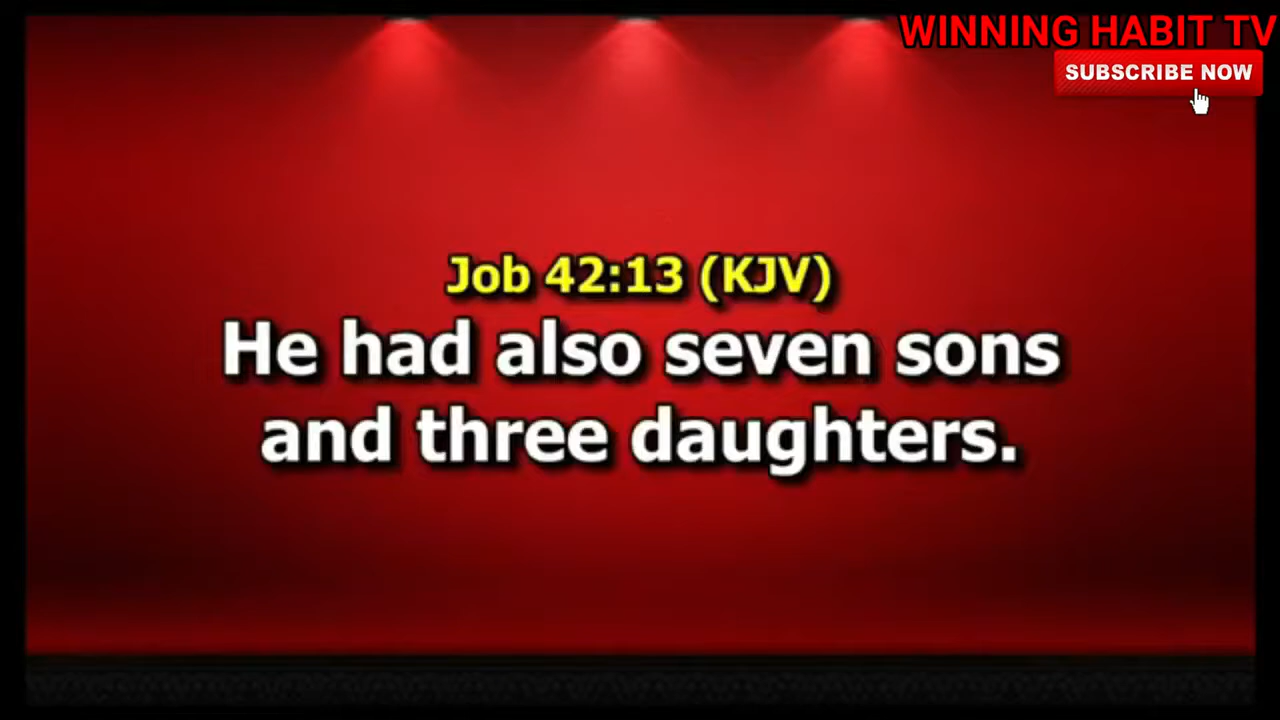 WINNING HABIT TV
SUBSCRIBE NOW
Job 42:13 (KJV)
He had also seven sons
and three daughters.